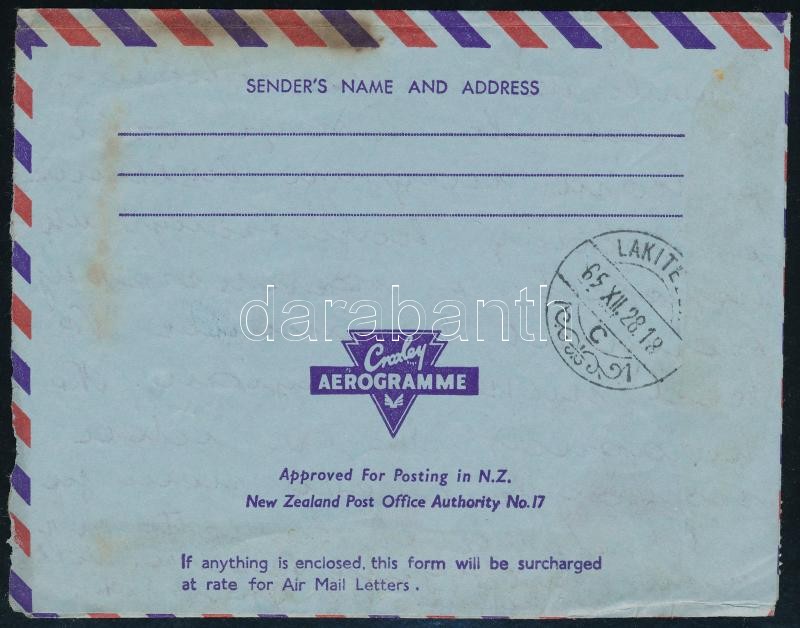 SENDER'S NAME AND ADDRESS
LAKITE
65 XII. 28. 18
C
darabanth
Croxley
AEROGRAMME
Approved For Posting in N.Z.
New Zealand Post Office Authority No. 17
If anything is enclosed, this form will be surcharged
at rate for Air Mail Letters.